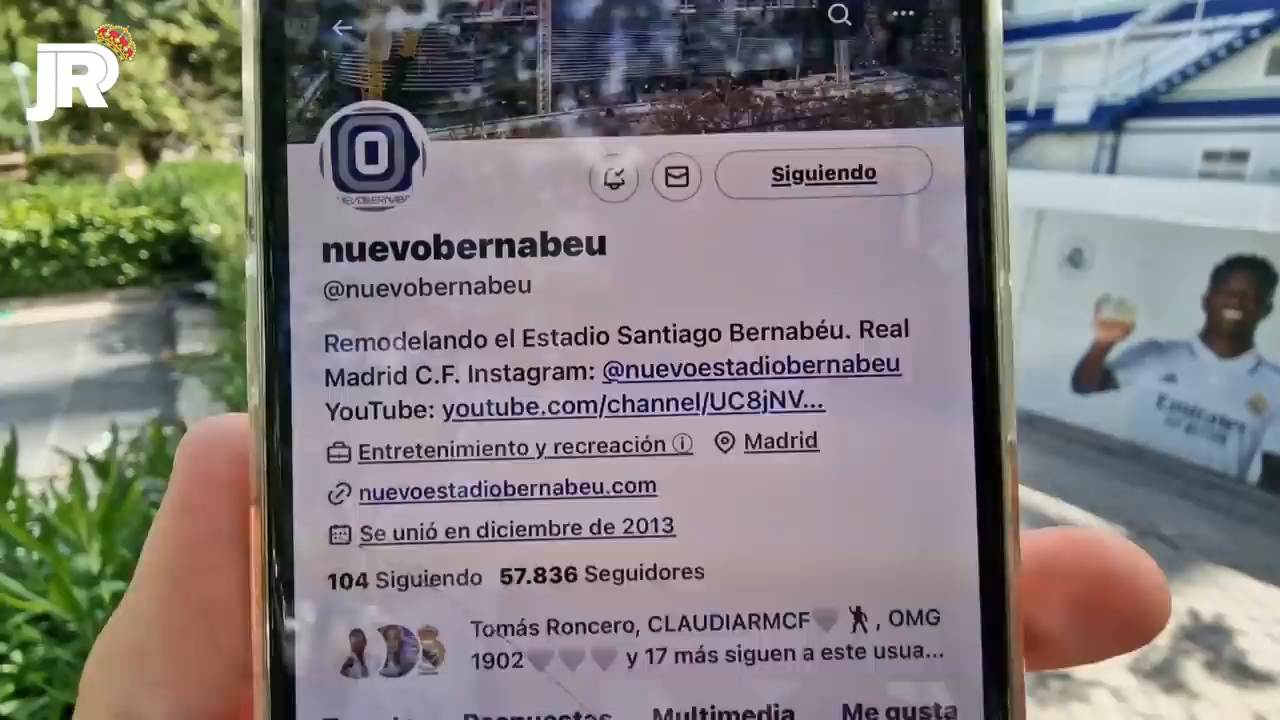 JR
Siguiendo
nuevobernabeu
@nuevobernabeu
Remodelando el Estadio Santiago Bernabéu. Real
Madrid C.F. Instagram: @nuevoestadiobernabeu
YouTube: youtube.com/channel/UC8jNV...
Entretenimiento y recreación
Madrid
nuevoestadiobernabeu.com
Se unió en diciembre de 2013
104 Siguiendo 57.836 Seguidores
Tomás Roncero, CLAUDIARMCF🩶🕺, OMG
1902🩶🩶🩶 y 17 más siguen a este usua...
Respuestas Multimedia Me gusta
Emirates